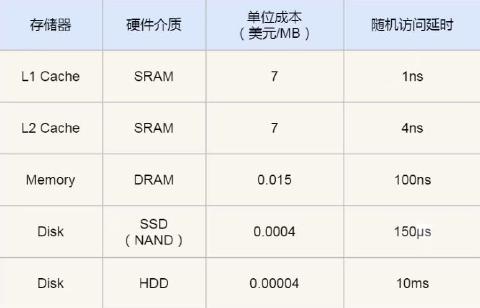 存储器 硬件介质 单位成本 随机访问延时
（美元/MB）
L1 Cache SRAM 7 1ns
L2 Cache SRAM 7 4ns
Memory DRAM 0.015 100ns
Disk SSD 0.0004 150μs
（NAND）
Disk HDD 0.00004 10ms